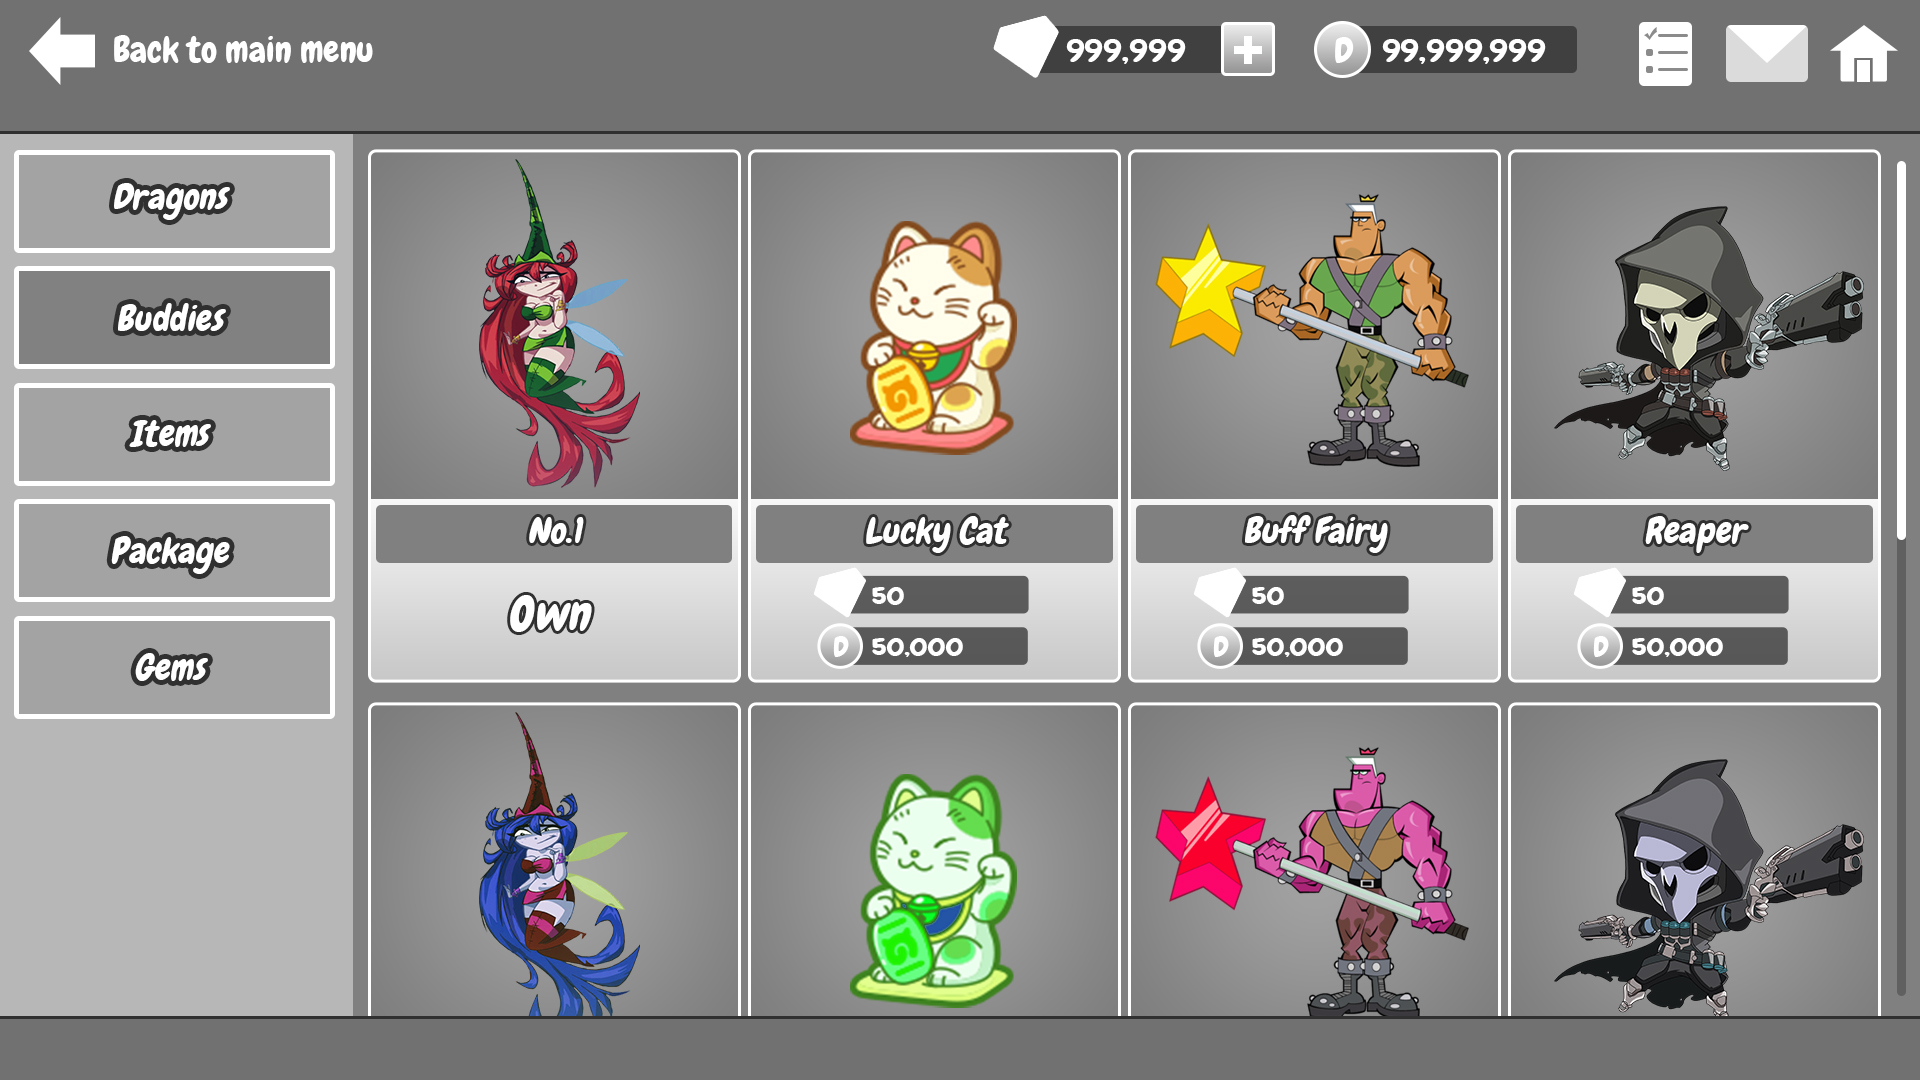 Back to main menu
999,999
D
99,999,999
Dragons
Buddies
Items
Package
Gems
No.1
Own
Lucky Cat
50
D
50,000
Buff Fairy
50
D
50,000
Reaper
50
D
50,000